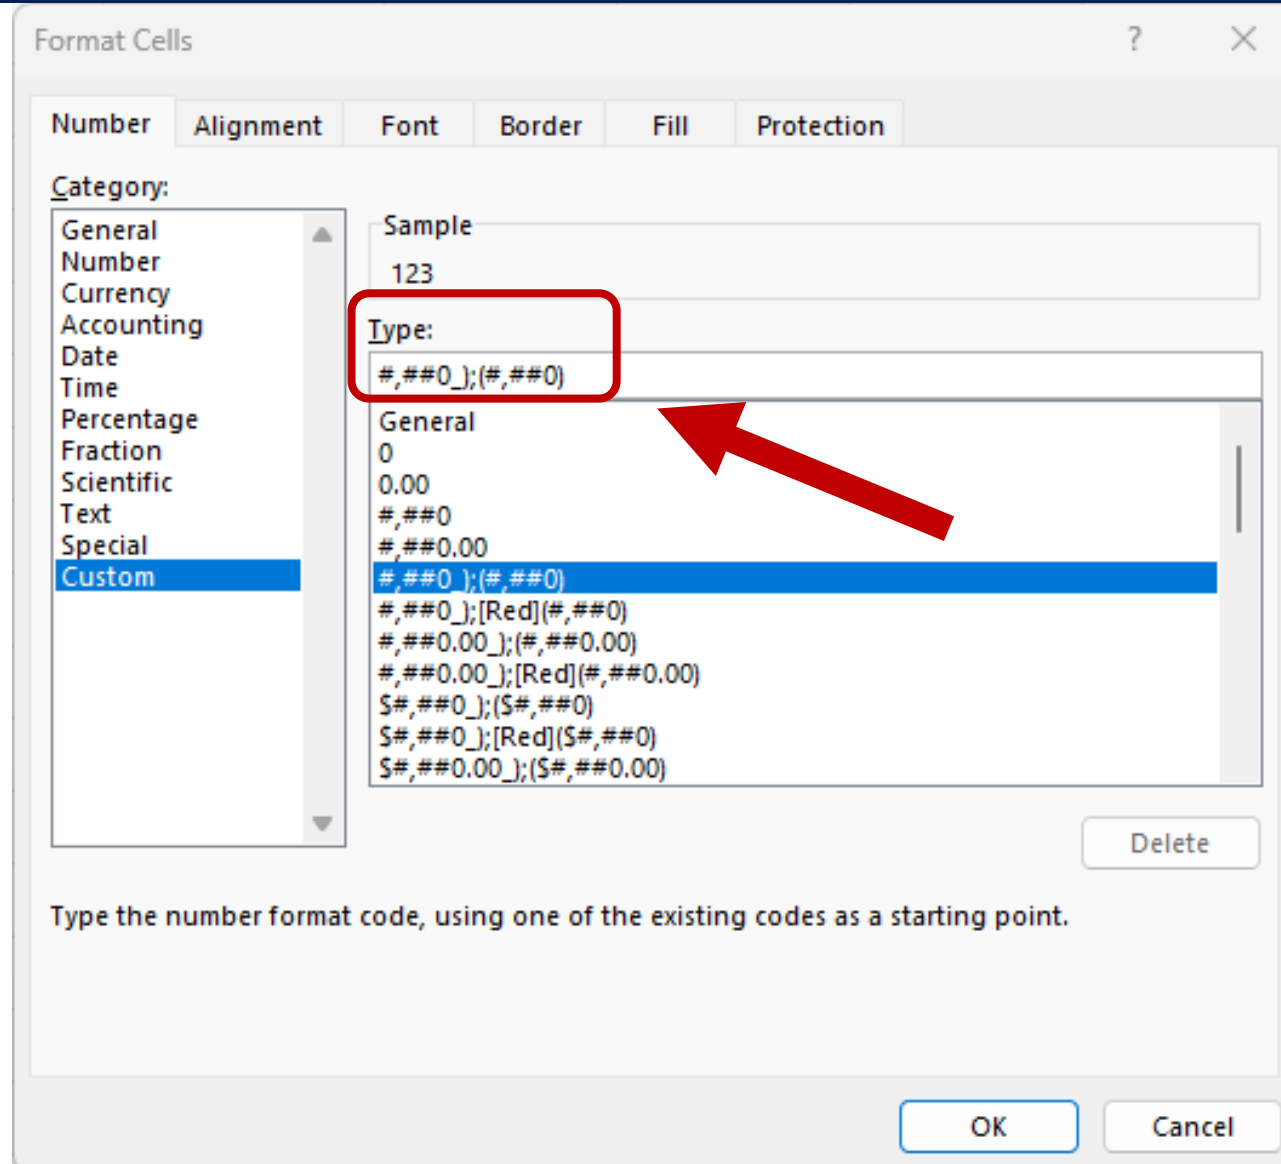 Format Cells ?
Number Alignment Font Border Fill Protection
Category:
General
Number
Currency
Accounting
Date
Time
Percentage
Fraction
Scientific
Text
Special
Custom
Sample
123
Type:
#,##0_);(#,##0)
General
0
0.00
#,##0
#,##0.00
#,##0_);(#,##0)
#,##0_);[Red](#,##0)
#,##0.00_);(#,##0.00)
#,##0.00_);[Red](#,##0.00)
$#,##0_);($#,##0)
$#,##0_);[Red]($#,##0)
$#,##0.00_);($#,##0.00)
Delete
Type the number format code, using one of the existing codes as a starting point.
OK Cancel